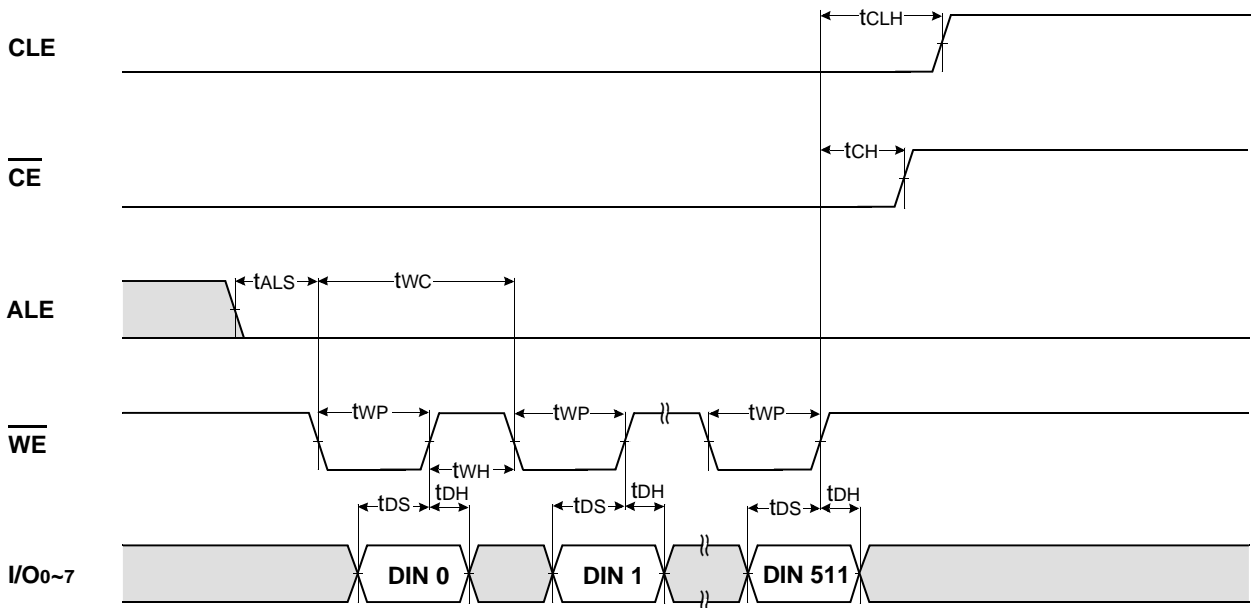 tCLH
CLE
tCH
CE
tALS
tWC
ALE
tWP
tWP
tWP
WE
tWH
tDS
tDH
tDS
tDH
tDS
tDH
I/O0~7
DIN 0
DIN 1
DIN 511